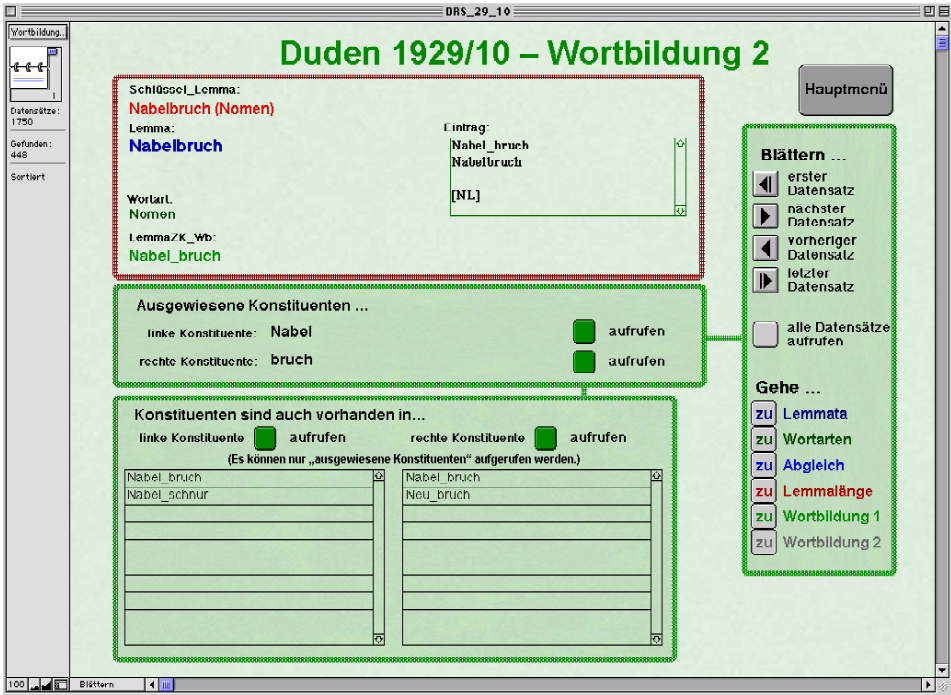 DRS_29_10
Wortbildung..
1
Datensätze:
1750
Gefunden:
448
Sortiert
Duden 1929/10 – Wortbildung 2
Schlüssel_Lemma:
Nabelbruch (Nomen)
Lemma:
Nabelbruch
Wortart:
Nomen
LemmaZK_Wb:
Nabel_bruch
Eintrag:
Nabel_bruch
Nabelbruch
[NL]
Hauptmenü
Blättern ...
erster
Datensatz
nächster
Datensatz
vorheriger
Datensatz
letzter
Datensatz
alle Datensätze
aufrufen
Gehe ...
zu Lemmata
zu Wortarten
zu Abgleich
zu Lemmalänge
zu Wortbildung 1
zu Wortbildung 2
Ausgewiesene Konstituenten ...
linke Konstituente: Nabel aufrufen
rechte Konstituente: bruch aufrufen
Konstituenten sind auch vorhanden in...
linke Konstituente aufrufen rechte Konstituente aufrufen
(Es können nur „ausgewiesene Konstituenten“ aufgerufen werden.)
Nabel_bruch Nabel_bruch
Nabel_schnur Neu_bruch
100 Blättern